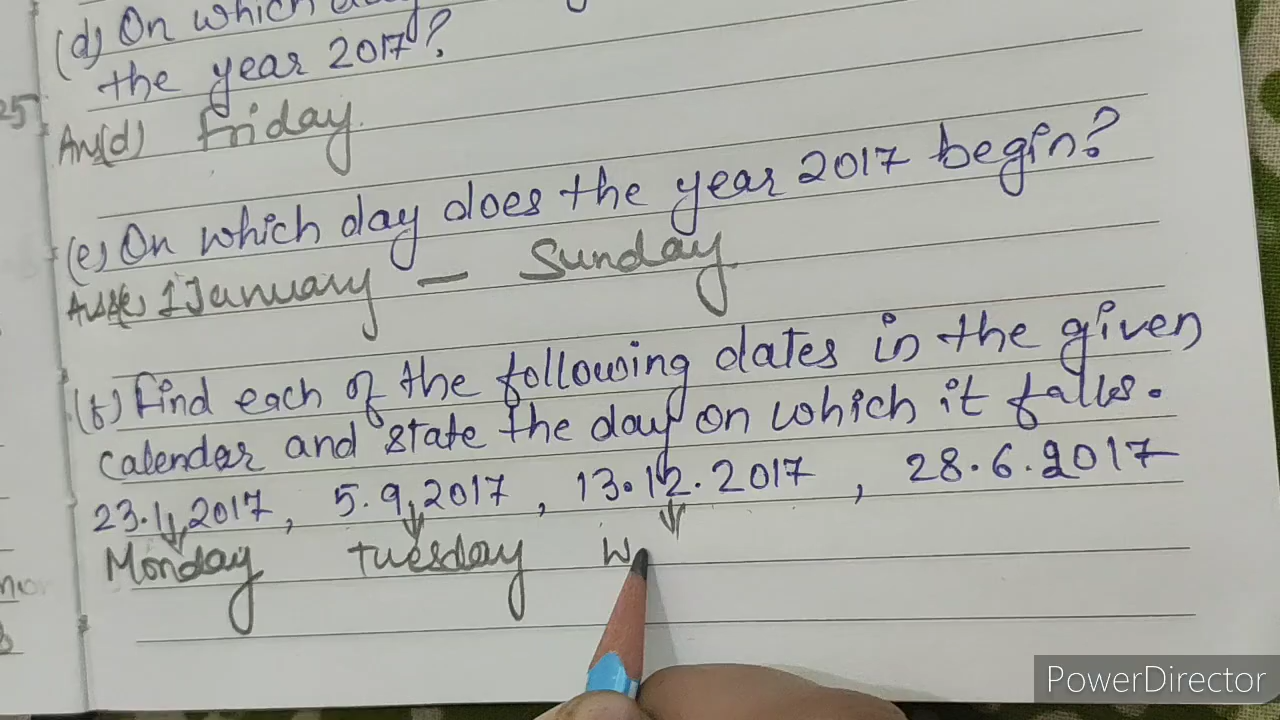 (d) On which
the year 2017?
25
Ans(d) Friday.
(e) On which day does the year 2017 begin?
1 January — Sunday.
(f) Find each of the following dates in the given
calendar and state the day on which it falls.
23.1.2017, 5.9.2017, 13.12.2017, 28.6.2017
Monday Tuesday W
PowerDirector